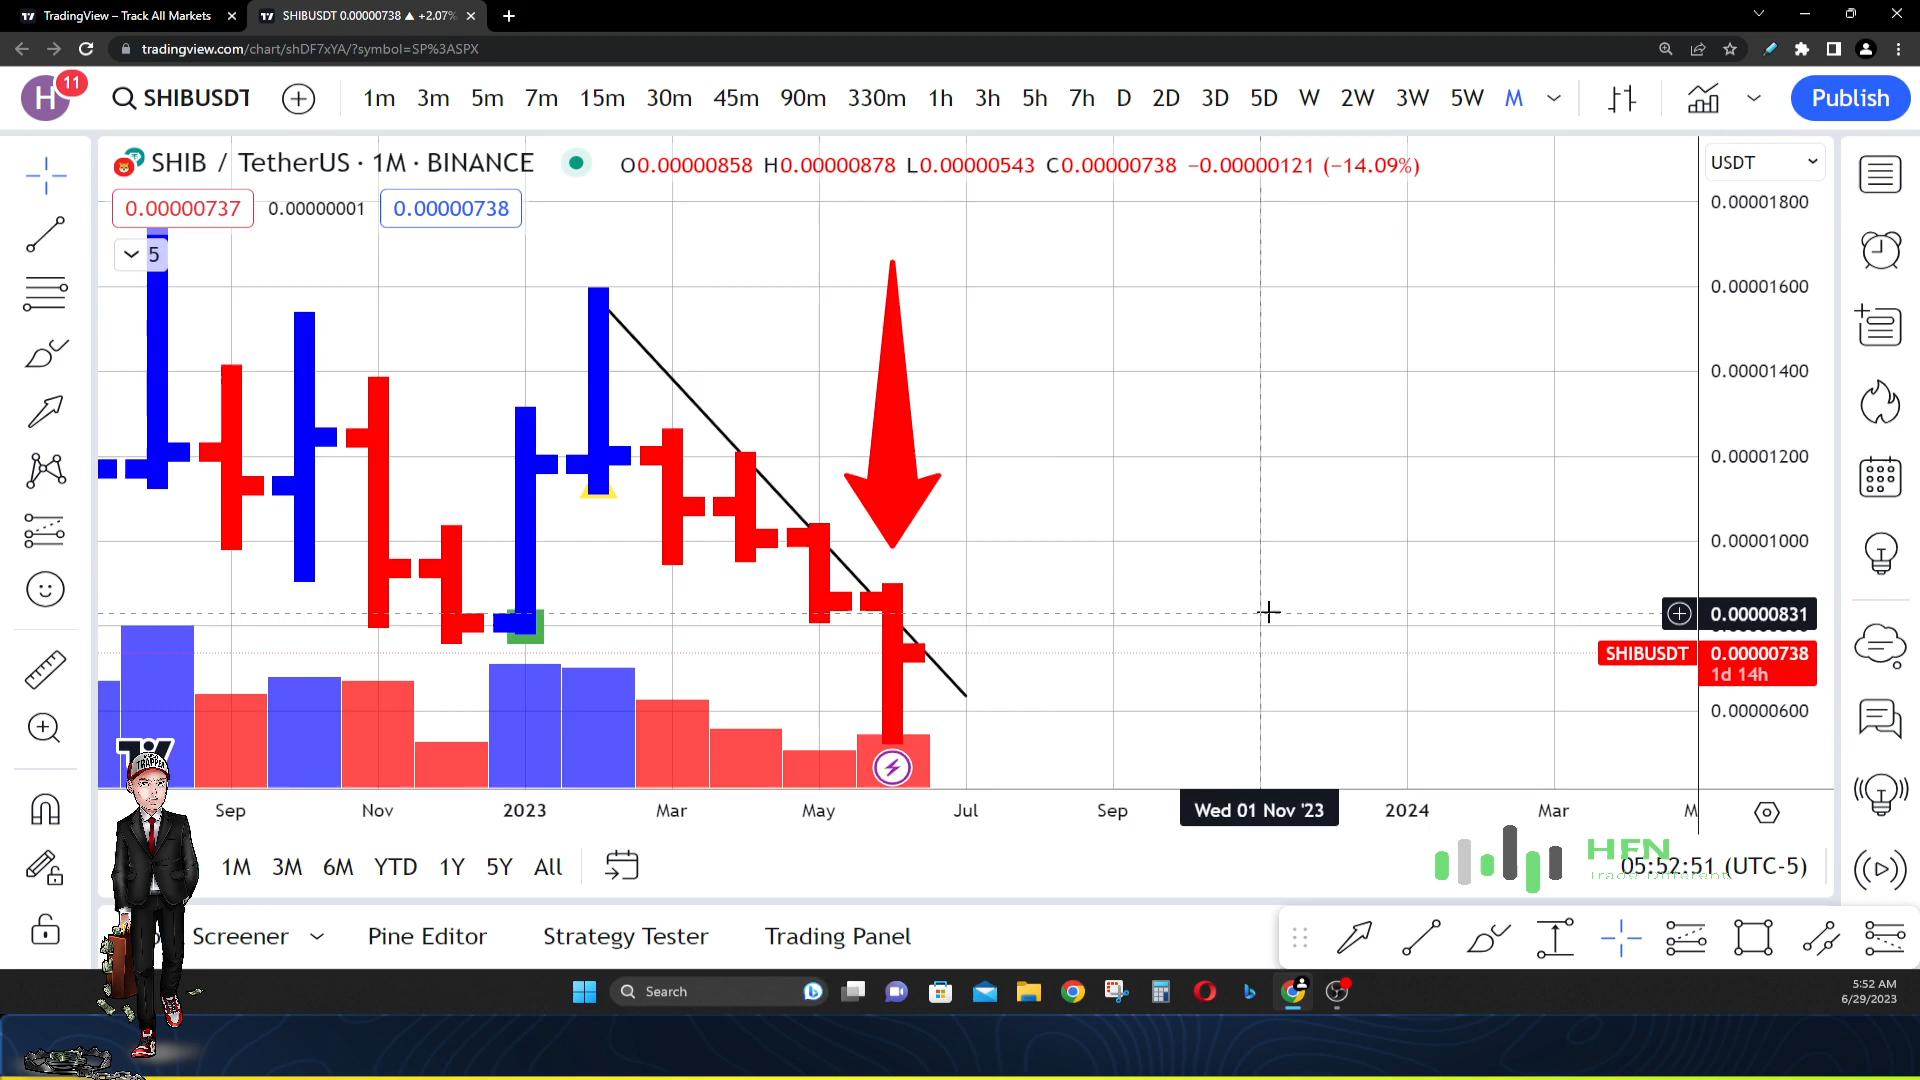 TradingView – Track All Markets
SHIBUSDT 0.00000738 ▲ +2.07%
tradingview.com/chart/shDF7xYA/?symbol=SP%3ASPX
H 11 SHIBUSDT 1m 3m 5m 7m 15m 30m 45m 90m 330m 1h 3h 5h 7h D 2D 3D 5D W 2W 3W 5W M Publish
SHIB / TetherUS · 1M · BINANCE O0.00000858 H0.00000878 L0.00000543 C0.00000738 −0.00000121 (−14.09%) USDT
0.00000737 0.00000001 0.00000738
5
0.00001800
0.00001600
0.00001400
0.00001200
0.00001000
0.00000831
SHIBUSDT 0.00000738
1d 14h
0.00000600
Sep Nov 2023 Mar May Jul Sep Wed 01 Nov '23 2024 Mar M
TRAPPER
1M 3M 6M YTD 1Y 5Y All
HFN
05:52:51 (UTC-5)
Trade Different
Screener Pine Editor Strategy Tester Trading Panel
Search
5:52 AM
6/29/2023